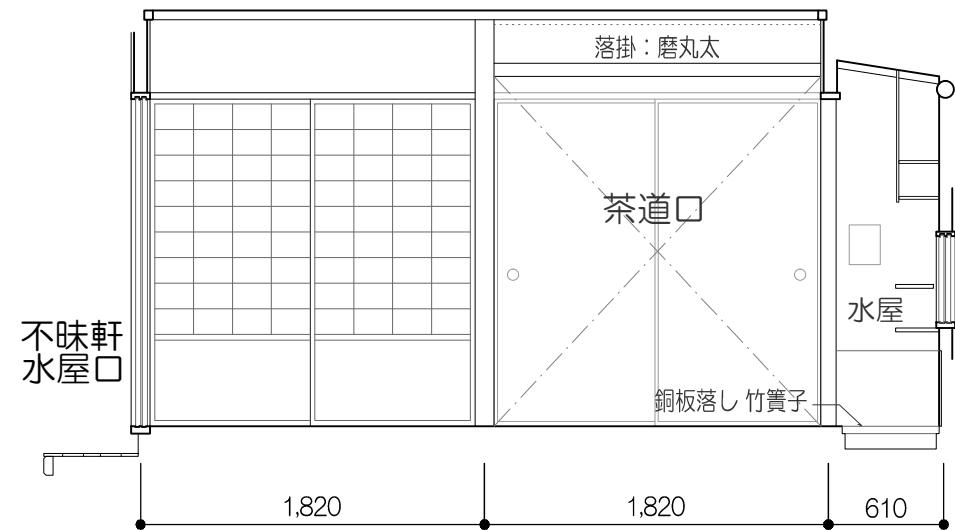 落掛：磨丸太
茶道口
水屋
不昧軒
水屋口
銅板落し 竹簀子
1,820
1,820
610